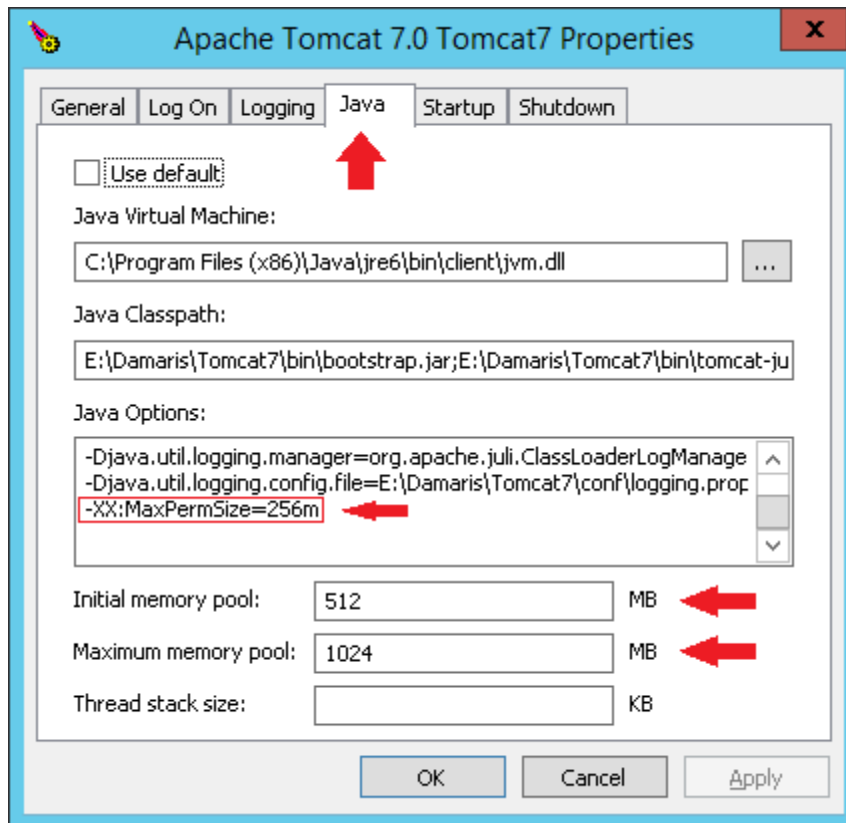 Apache Tomcat 7.0 Tomcat7 Properties
x
General Log On Logging Java Startup Shutdown
Use default
Java Virtual Machine:
C:\Program Files (x86)\Java\jre6\bin\client\jvm.dll
...
Java Classpath:
E:\Damaris\Tomcat7\bin\bootstrap.jar;E:\Damaris\Tomcat7\bin\tomcat-ju
Java Options:
-Djava.util.logging.manager=org.apache.juli.ClassLoaderLogManage
-Djava.util.logging.config.file=E:\Damaris\Tomcat7\conf\logging.prop
-XX:MaxPermSize=256m
Initial memory pool: 512 MB
Maximum memory pool: 1024 MB
Thread stack size: KB
OK Cancel Apply